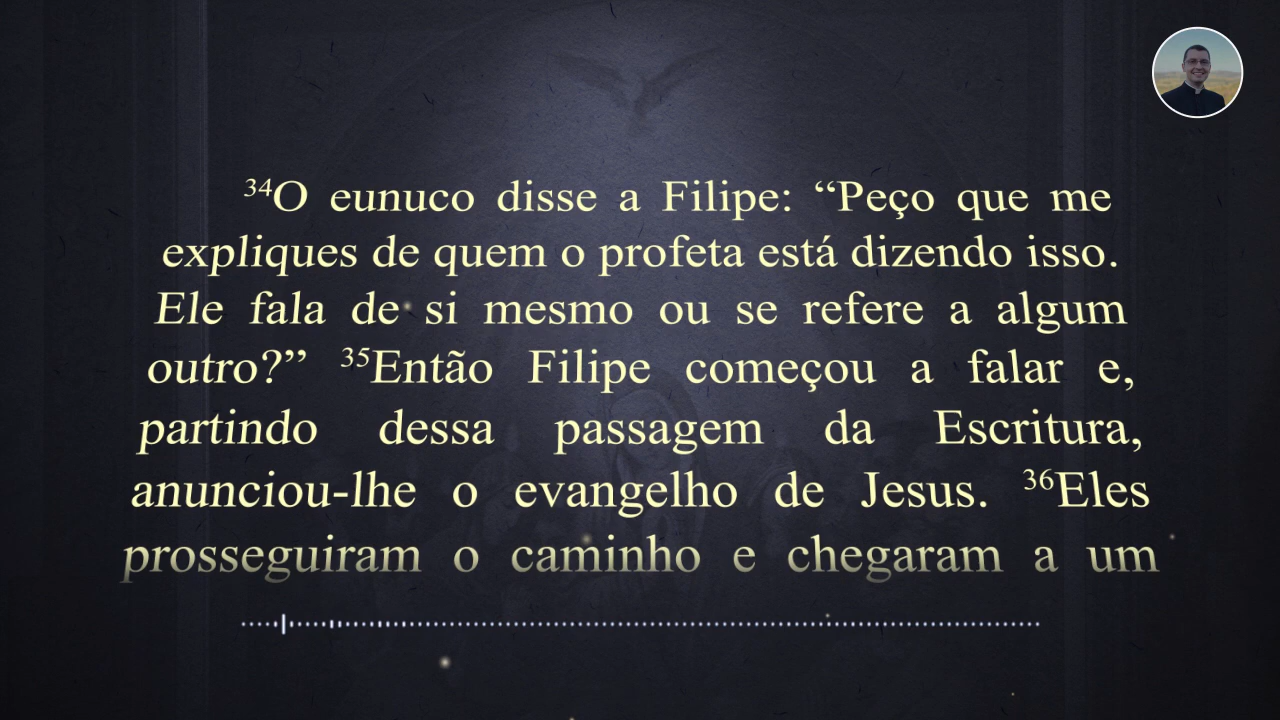 ³⁴O eunuco disse a Filipe: “Peço que me
expliques de quem o profeta está dizendo isso.
Ele fala de si mesmo ou se refere a algum
outro?” ³⁵Então Filipe começou a falar e,
partindo dessa passagem da Escritura,
anunciou-lhe o evangelho de Jesus. ³⁶Eles
prosseguiram o caminho e chegaram a um